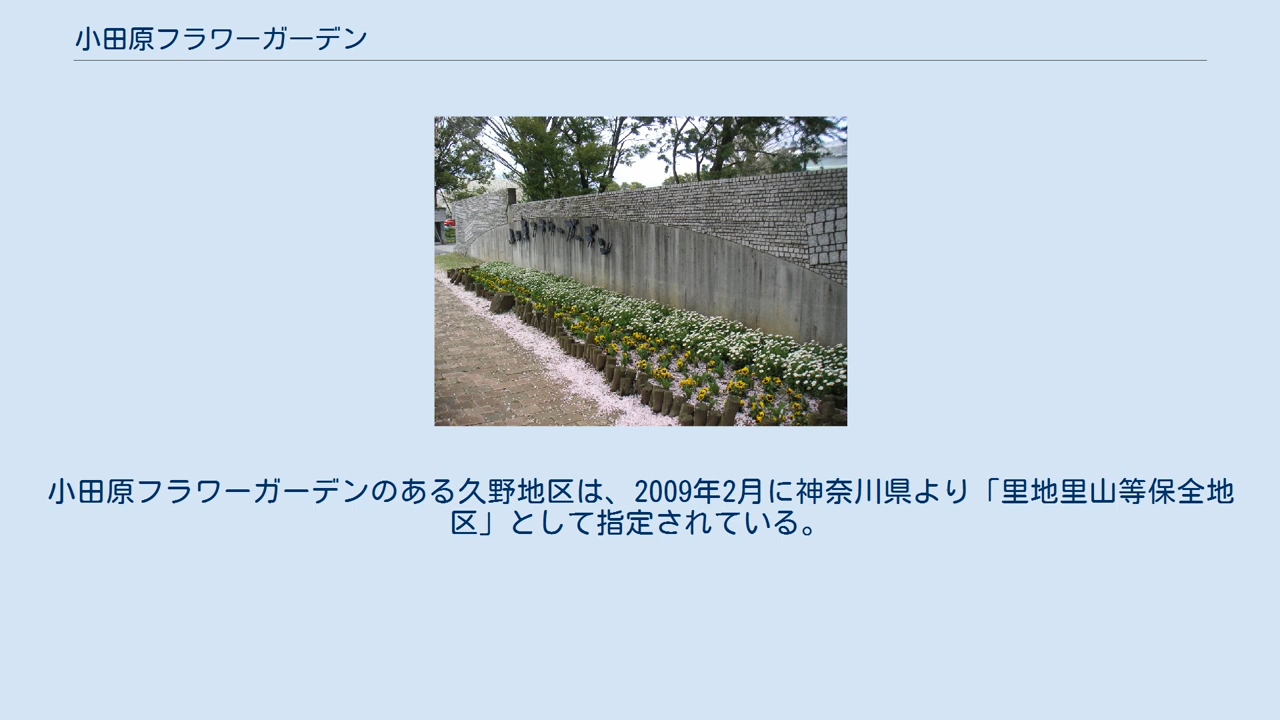 小田原フラワーガーデン
小田原フラワーガーデンのある久野地区は、2009年2月に神奈川県より「里地里山等保全地
区」として指定されている。